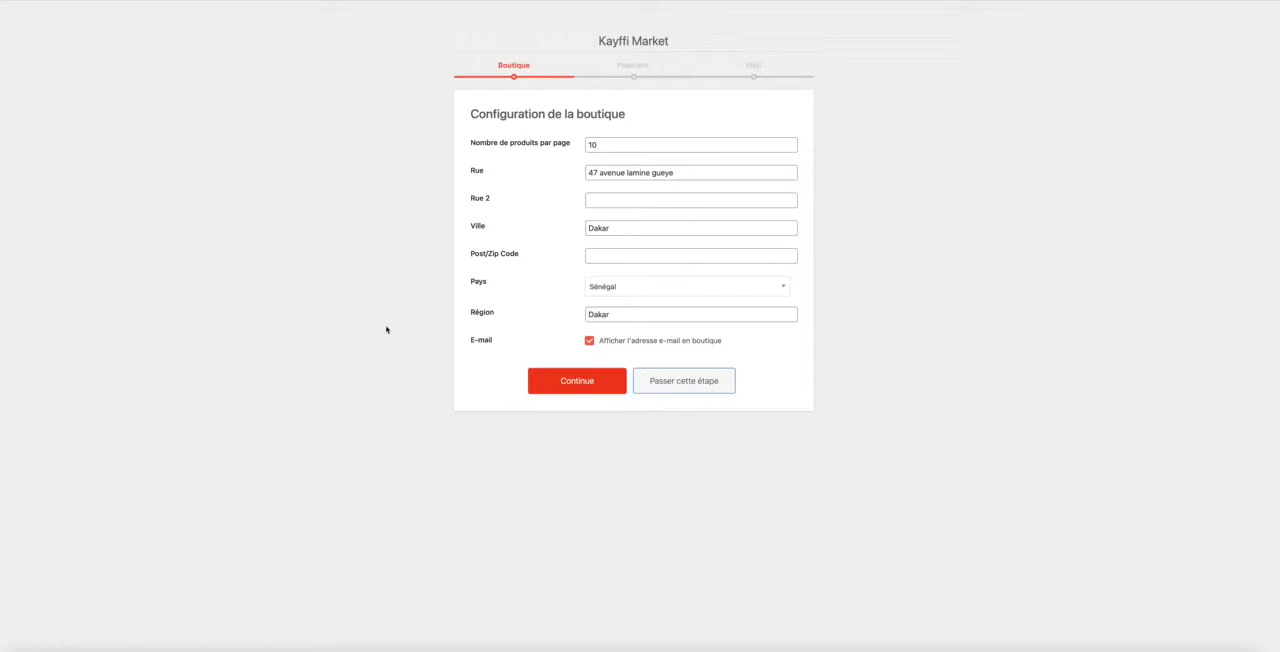 Kayffi Market
Boutique Paiement Prêt!
Configuration de la boutique
Nombre de produits par page 10
Rue 47 avenue lamine gueye
Rue 2
Ville Dakar
Post/Zip Code
Pays Sénégal
Région Dakar
E-mail Afficher l'adresse e-mail en boutique
Continue Passer cette étape